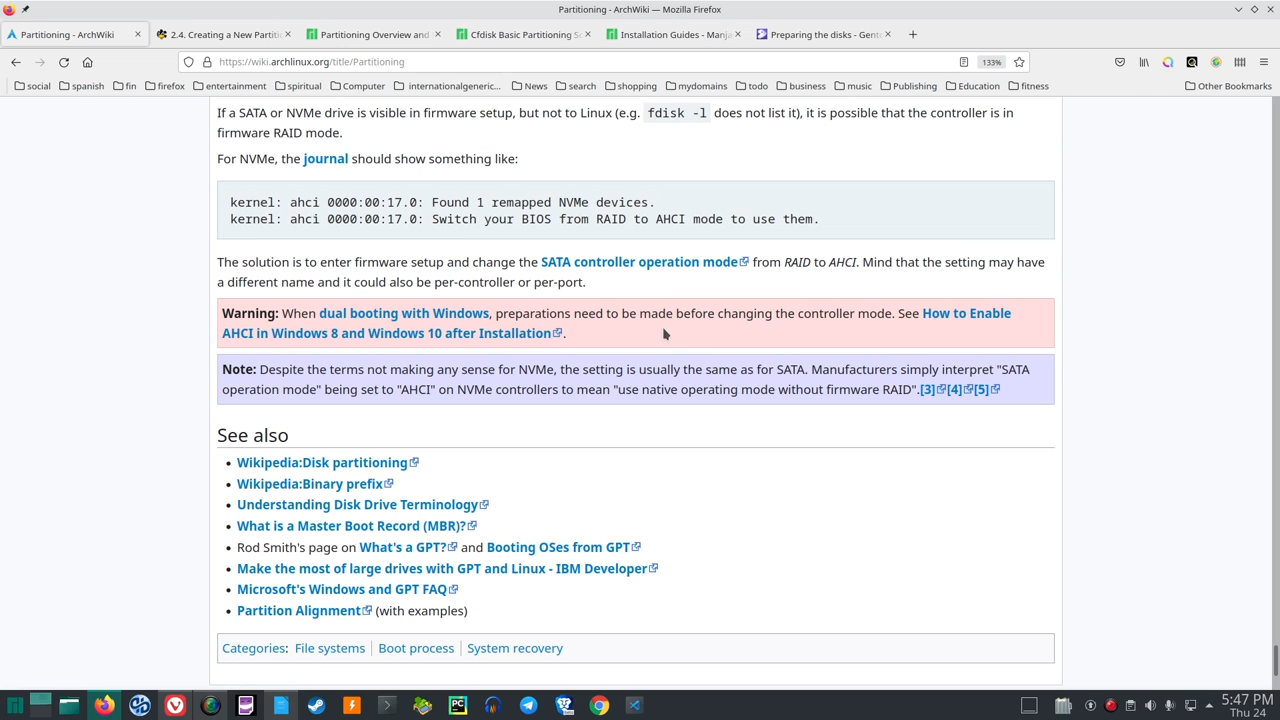 Partitioning - ArchWiki — Mozilla Firefox
Partitioning - ArchWiki
2.4. Creating a New Partiti
Partitioning Overview and
Cfdisk Basic Partitioning S
Installation Guides - Manja
Preparing the disks - Gent
https://wiki.archlinux.org/title/Partitioning
133%
social spanish fin firefox entertainment spiritual Computer internationalgeneric... News search shopping mydomains todo business music Publishing Education fitness Other Bookmarks
If a SATA or NVMe drive is visible in firmware setup, but not to Linux (e.g. fdisk -l does not list it), it is possible that the controller is in
firmware RAID mode.
For NVMe, the journal should show something like:
kernel: ahci 0000:00:17.0: Found 1 remapped NVMe devices.
kernel: ahci 0000:00:17.0: Switch your BIOS from RAID to AHCI mode to use them.
The solution is to enter firmware setup and change the SATA controller operation mode from RAID to AHCI. Mind that the setting may have
a different name and it could also be per-controller or per-port.
Warning: When dual booting with Windows, preparations need to be made before changing the controller mode. See How to Enable
AHCI in Windows 8 and Windows 10 after Installation.
Note: Despite the terms not making any sense for NVMe, the setting is usually the same as for SATA. Manufacturers simply interpret "SATA
operation mode" being set to "AHCI" on NVMe controllers to mean "use native operating mode without firmware RAID".[3][4][5]
See also
Wikipedia:Disk partitioning
Wikipedia:Binary prefix
Understanding Disk Drive Terminology
What is a Master Boot Record (MBR)?
Rod Smith's page on What's a GPT? and Booting OSes from GPT
Make the most of large drives with GPT and Linux - IBM Developer
Microsoft's Windows and GPT FAQ
Partition Alignment (with examples)
Categories: File systems | Boot process | System recovery
5:47 PM
Thu 24